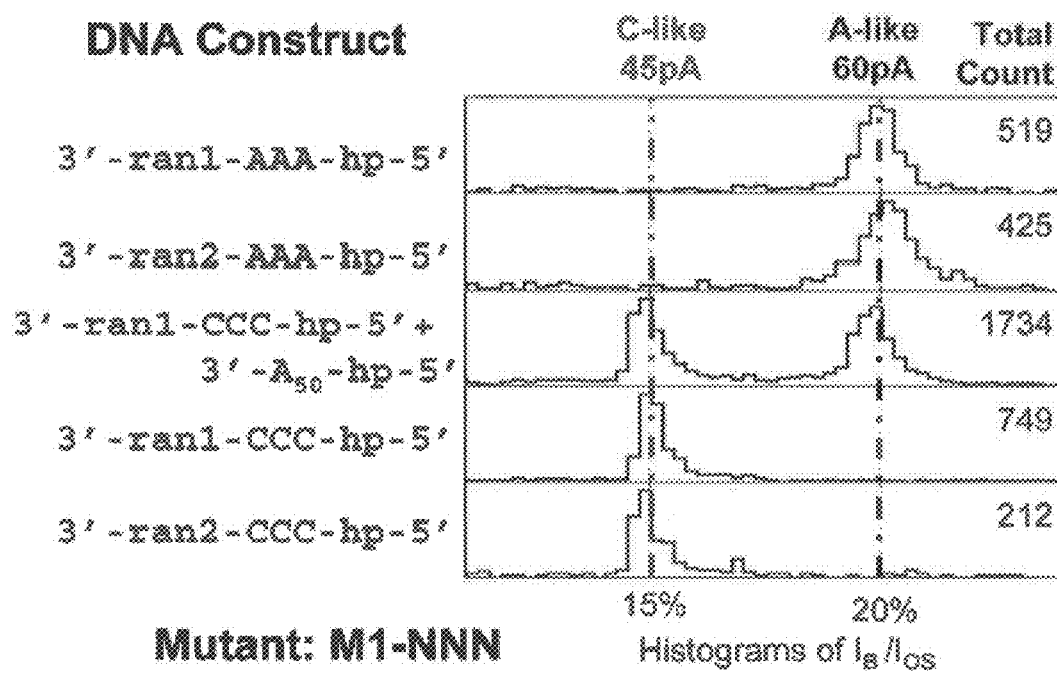 DNA Construct
C-like
45pA
A-like
60pA
Total
Count
3'-ran1-AAA-hp-5'
519
3'-ran2-AAA-hp-5'
425
3'-ran1-CCC-hp-5'+
3'-A₅₀-hp-5'
1734
3'-ran1-CCC-hp-5'
749
3'-ran2-CCC-hp-5'
212
15%
20%
Mutant: M1-NNN
Histograms of I_B/I_OS